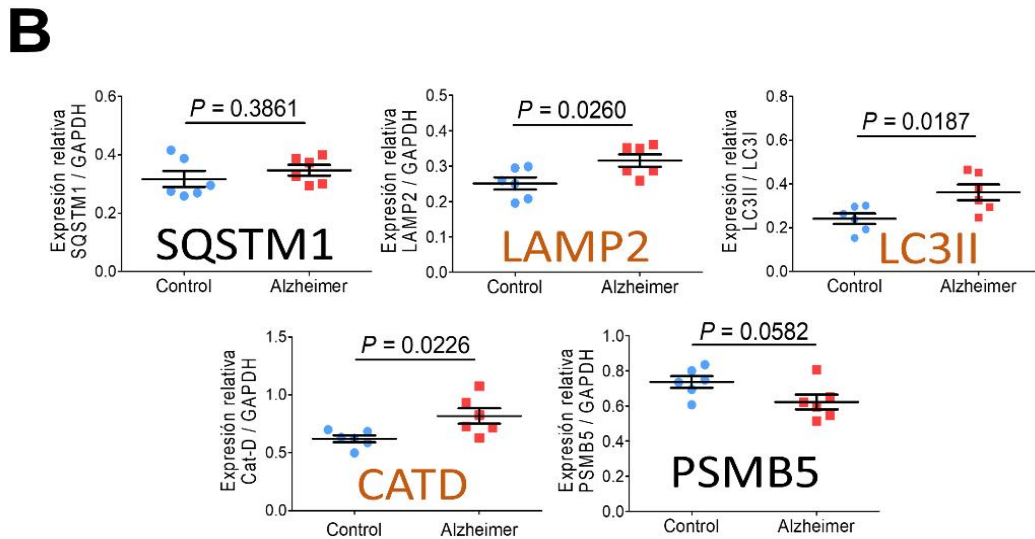 B
Expresión relativa
SQSTM1 / GAPDH
0.6
0.4
0.2
0.0
P = 0.3861
SQSTM1
Control
Alzheimer
Expresión relativa
LAMP2 / GAPDH
0.5
0.4
0.3
0.2
0.1
0.0
P = 0.0260
LAMP2
Control
Alzheimer
Expresión relativa
LC3II / LC3I
0.8
0.6
0.4
0.2
0.0
P = 0.0187
LC3II
Control
Alzheimer
Expresión relativa
Cat-D / GAPDH
1.5
1.0
0.5
0.0
P = 0.0226
CATD
Control
Alzheimer
Expresión relativa
PSMB5 / GAPDH
1.0
0.8
0.6
0.4
0.2
0.0
P = 0.0582
PSMB5
Control
Alzheimer